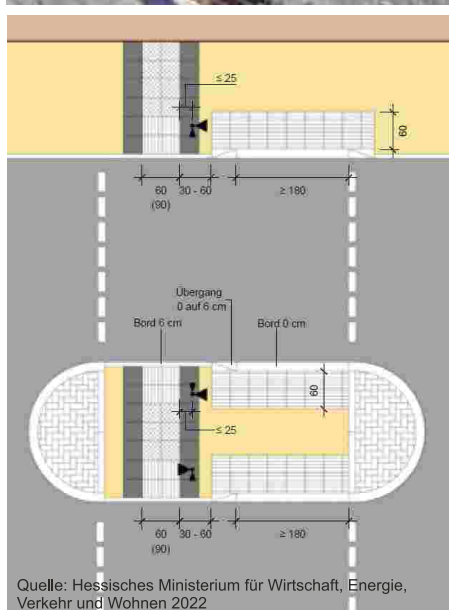 ≤ 25
60
60
(90)
30 - 60
≥ 180
Übergang
0 auf 6 cm
Bord 6 cm
Bord 0 cm
60
≤ 25
60
(90)
30 - 60
≥ 180
Quelle: Hessisches Ministerium für Wirtschaft, Energie,
Verkehr und Wohnen 2022